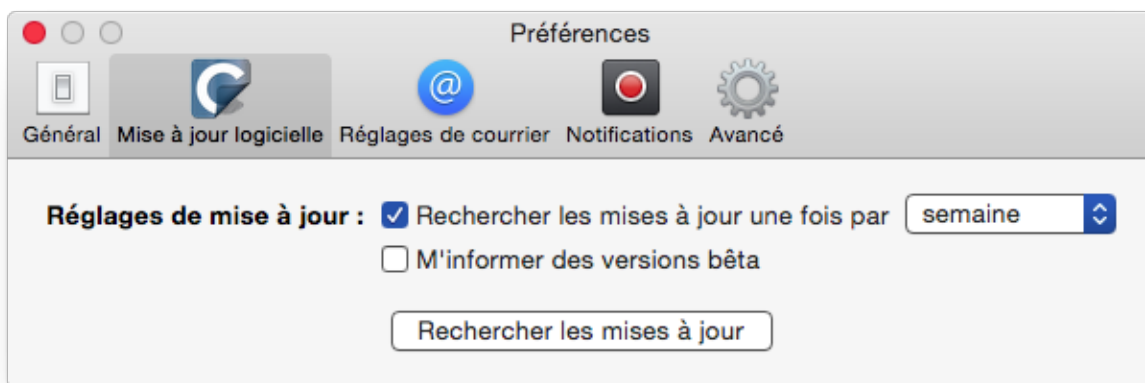 Préférences
Général Mise à jour logicielle Réglages de courrier Notifications Avancé
Réglages de mise à jour : Rechercher les mises à jour une fois par semaine
M'informer des versions bêta
Rechercher les mises à jour